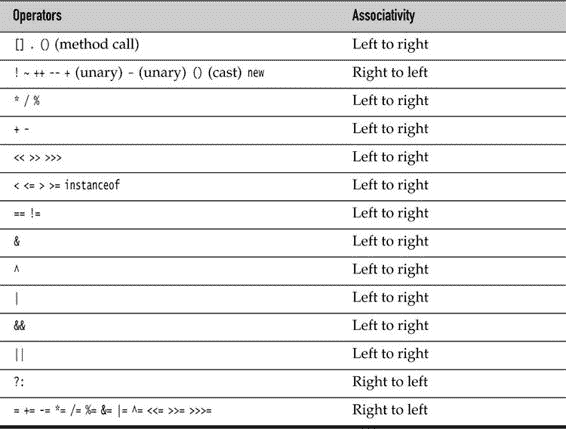 Operators Associativity
[] . () (method call) Left to right
! ~ ++ -- + (unary) – (unary) () (cast) new Right to left
* / % Left to right
+ - Left to right
<< >> >>> Left to right
< <= > >= instanceof Left to right
== != Left to right
& Left to right
^ Left to right
| Left to right
&& Left to right
|| Left to right
?: Right to left
= += -= *= /= %= &= |= ^= <<= >>= >>>= Right to left